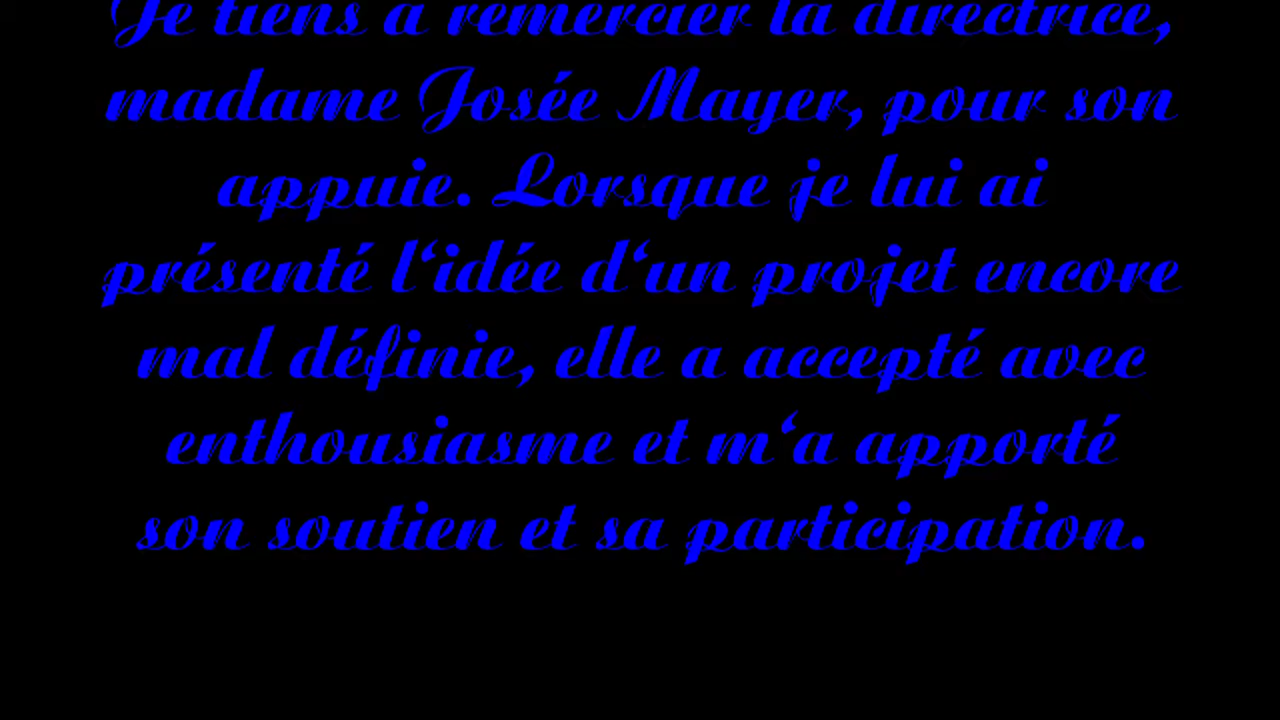 Je tiens à remercier la directrice,
madame Josée Mayer, pour son
appuie. Lorsque je lui ai
présenté l‘idée d‘un projet encore
mal définie, elle a accepté avec
enthousiasme et m‘a apporté
son soutien et sa participation.